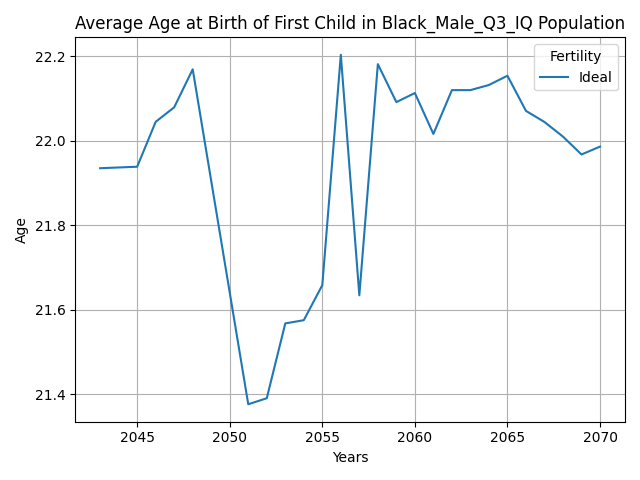 Average Age at Birth of First Child in Black_Male_Q3_IQ Population
Fertility
Ideal
22.2
22.0
21.8
21.6
21.4
Age
2045
2050
2055
2060
2065
2070
Years